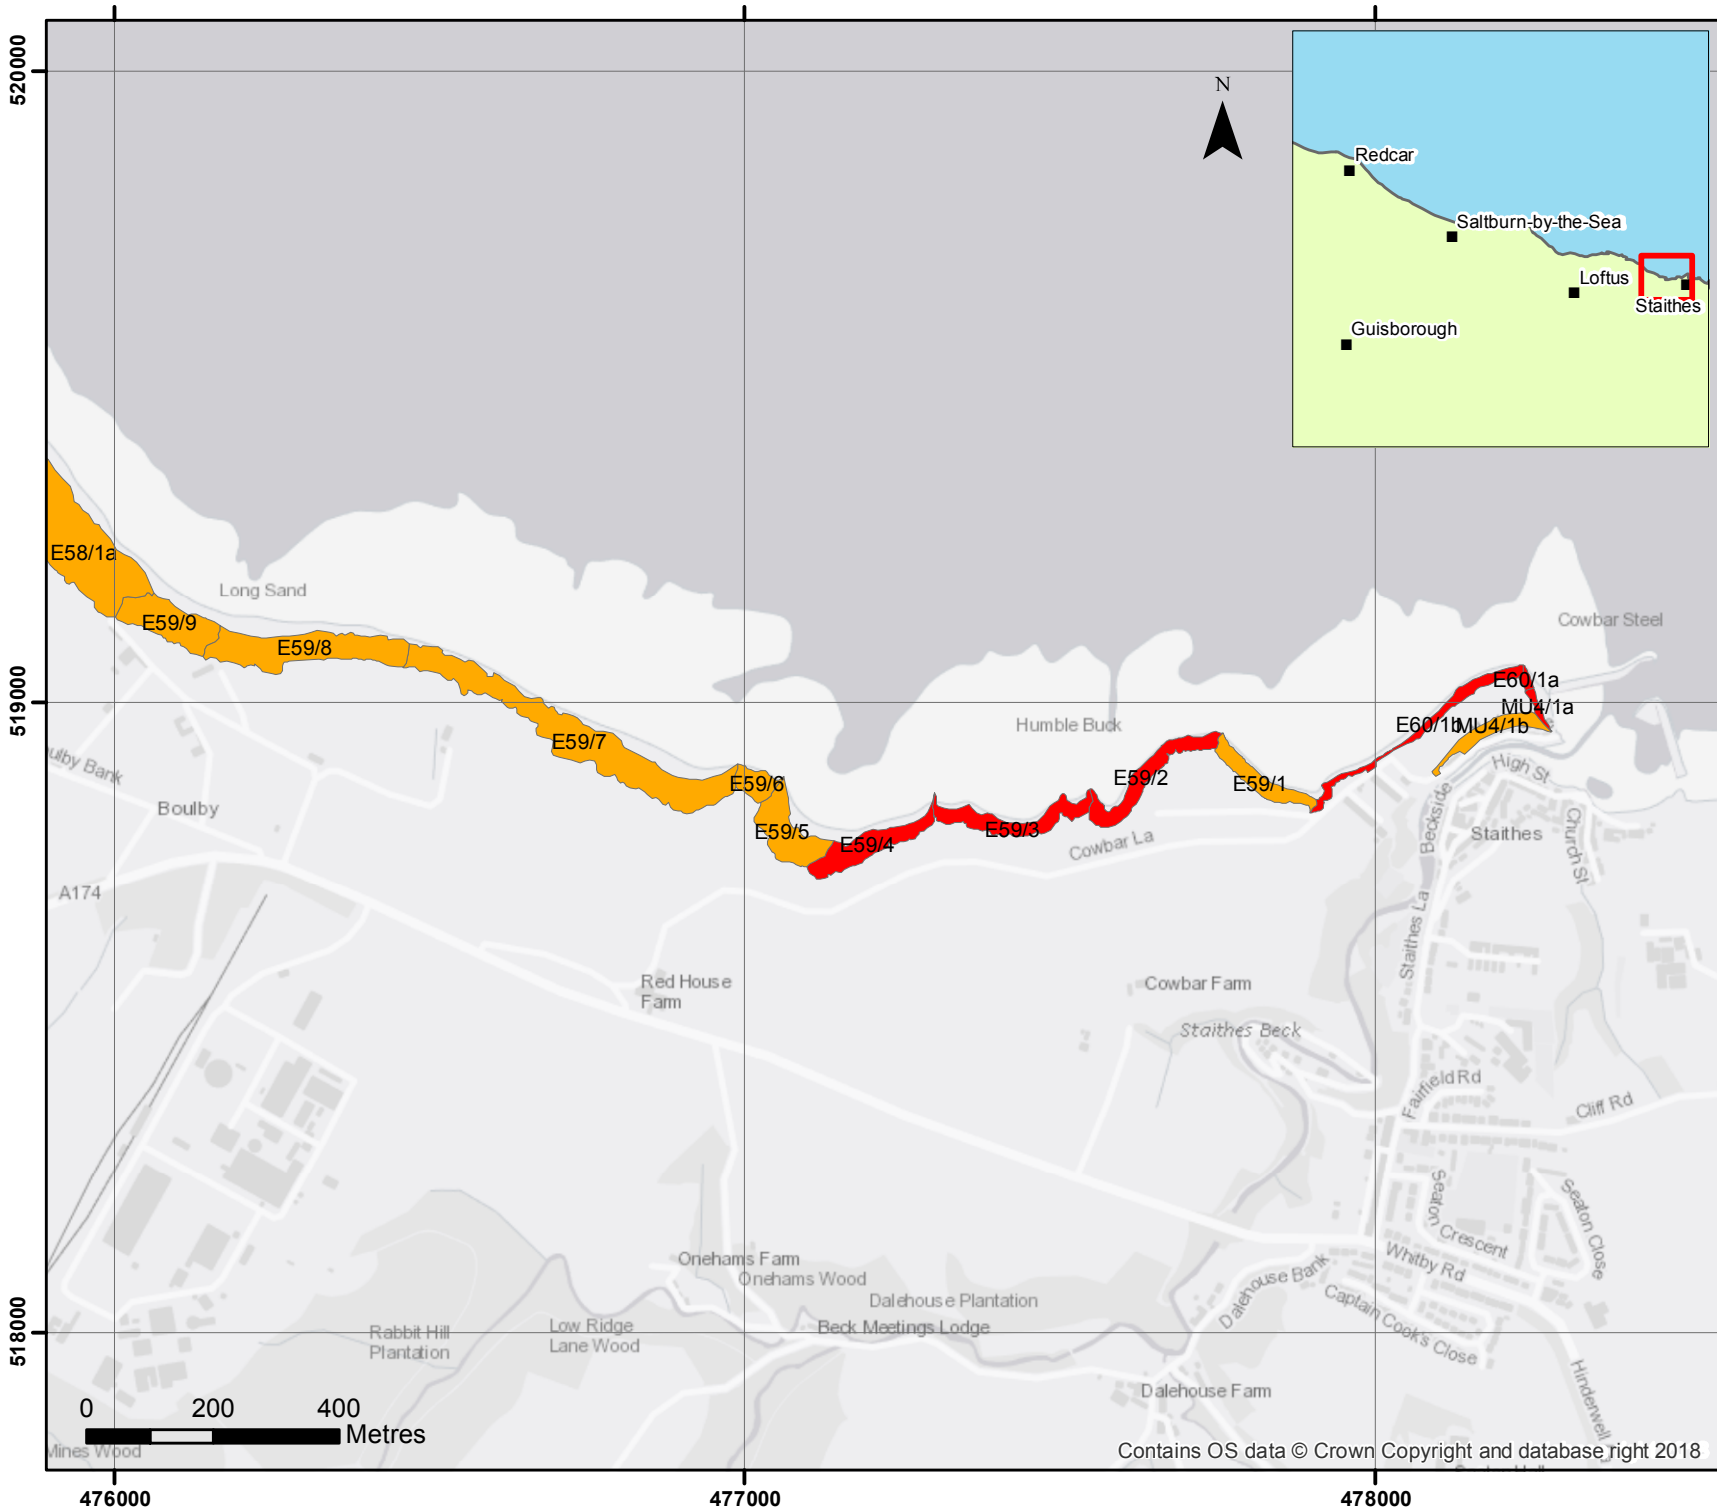 520000
N
Redcar
Saltburn-by-the-Sea
Loftus
Staithes
Guisborough
E58/1a
Long Sand
E59/9
E59/8
Cowbar Steel
519000
E60/1a
MU4/1a
E60/1b
MU4/1b
Humble Buck
E59/7
E59/6
E59/2
E59/1
High St
Boulby
E59/5
E59/4
E59/3
Cowbar La
Beckside
Staithes
Church St
A174
Staithes La
Red House
Farm
Cowbar Farm
Staithes Beck
Fairfield Rd
Cliff Rd
Seaton
Crescent
Seaton Close
Whitby Rd
Onehams Farm
Onehams Wood
Dalehouse Bank
Dalehouse Plantation
Captain Cook's Close
Beck Meetings Lodge
518000
Rabbit Hill
Plantation
Low Ridge
Lane Wood
Dalehouse Farm
Hinderwell
0 200 400
Metres
Mines Wood
Contains OS data © Crown Copyright and database right 2018
476000 477000 478000